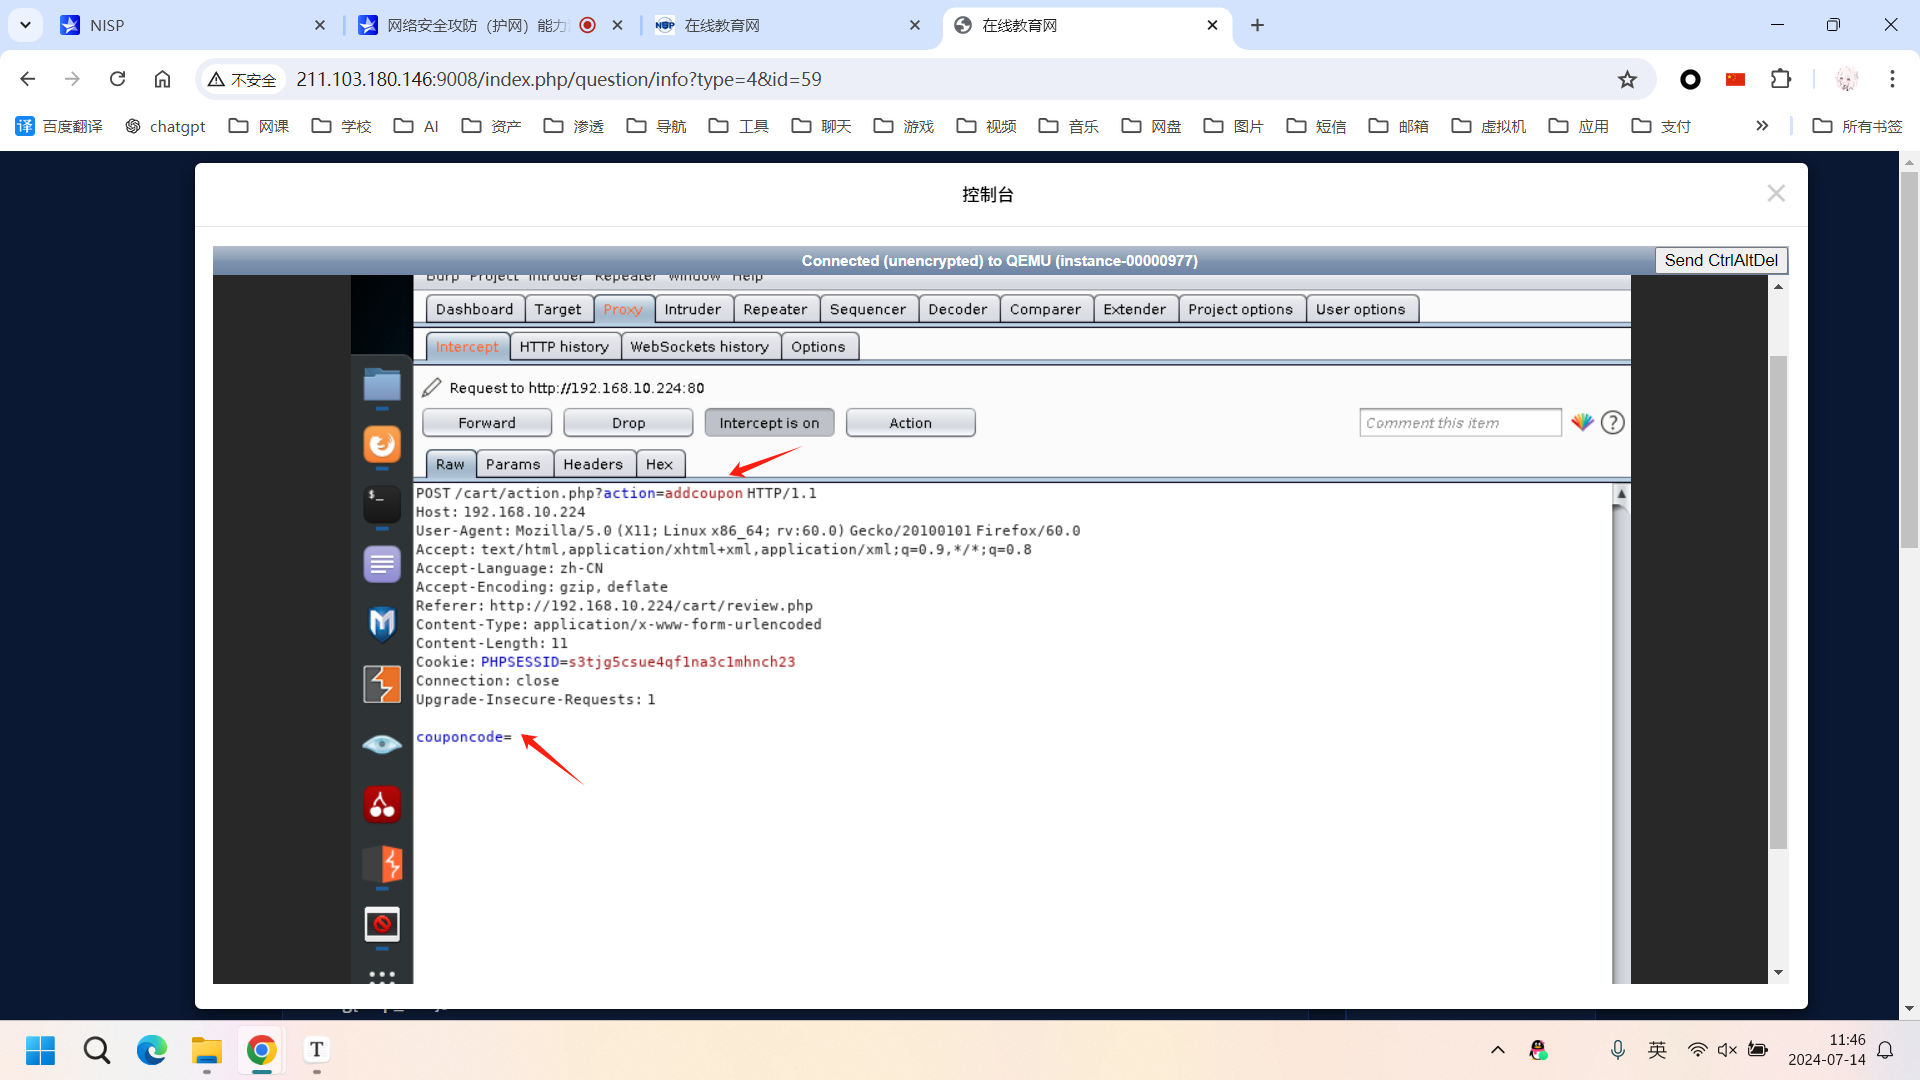 NISP
网络安全攻防（护网）能力
在线教育网
在线教育网
不安全
211.103.180.146:9008/index.php/question/info?type=4&id=59
百度翻译
chatgpt
网课
学校
AI
资产
渗透
导航
工具
聊天
游戏
视频
音乐
网盘
图片
短信
邮箱
虚拟机
应用
支付
所有书签
控制台
Connected (unencrypted) to QEMU (instance-00000977)
Send CtrlAltDel
Burp Project Intruder Repeater Window Help
Dashboard
Target
Proxy
Intruder
Repeater
Sequencer
Decoder
Comparer
Extender
Project options
User options
Intercept
HTTP history
WebSockets history
Options
Request to http://192.168.10.224:80
Forward
Drop
Intercept is on
Action
Comment this item
Raw
Params
Headers
Hex
POST /cart/action.php?action=addcoupon HTTP/1.1
Host: 192.168.10.224
User-Agent: Mozilla/5.0 (X11; Linux x86_64; rv:60.0) Gecko/20100101 Firefox/60.0
Accept: text/html,application/xhtml+xml,application/xml;q=0.9,*/*;q=0.8
Accept-Language: zh-CN
Accept-Encoding: gzip, deflate
Referer: http://192.168.10.224/cart/review.php
Content-Type: application/x-www-form-urlencoded
Content-Length: 11
Cookie: PHPSESSID=s3tjg5csue4qf1na3c1mhnch23
Connection: close
Upgrade-Insecure-Requests: 1
couponcode=
英
11:46
2024-07-14